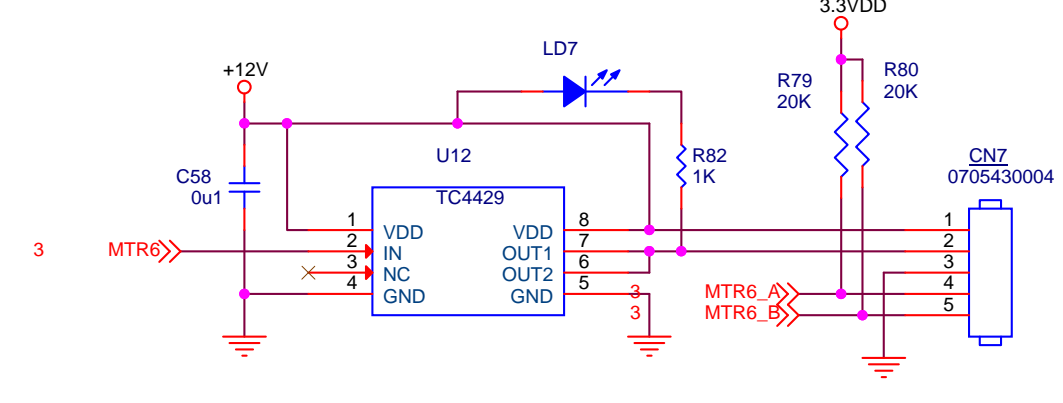 3.3VDD
LD7
+12V
R79
20K
R80
20K
U12
R82
1K
CN7
0705430004
C58
0u1
TC4429
1
VDD
VDD
8
1
3
MTR6
2
IN
OUT1
7
2
3
NC
OUT2
6
3
4
GND
GND
5
3
MTR6_A
4
3
MTR6_B
5